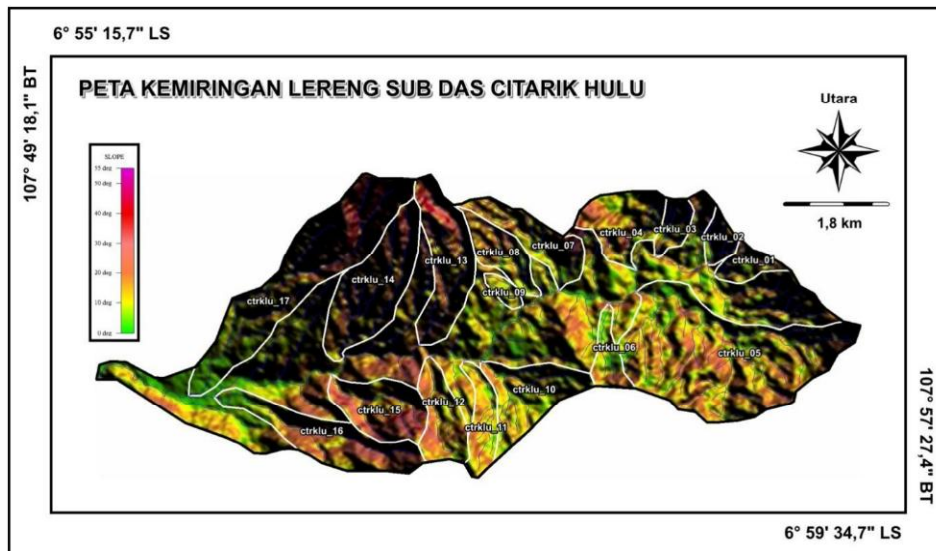 6° 55' 15,7" LS
107° 49' 18,1" BT
PETA KEMIRINGAN LERENG SUB DAS CITARIK HULU
Utara
1,8 km
SLOPE
55 deg
50 deg
40 deg
30 deg
20 deg
10 deg
0 deg
ctrklu_04
ctrklu_03
ctrklu_02
ctrklu_07
ctrklu_08
ctrklu_13
ctrklu_01
ctrklu_14
ctrklu_09
ctrklu_17
ctrklu_06
ctrklu_05
ctrklu_10
ctrklu_12
ctrklu_15
ctrklu_11
ctrklu_16
107° 57' 27,4" BT
6° 59' 34,7" LS